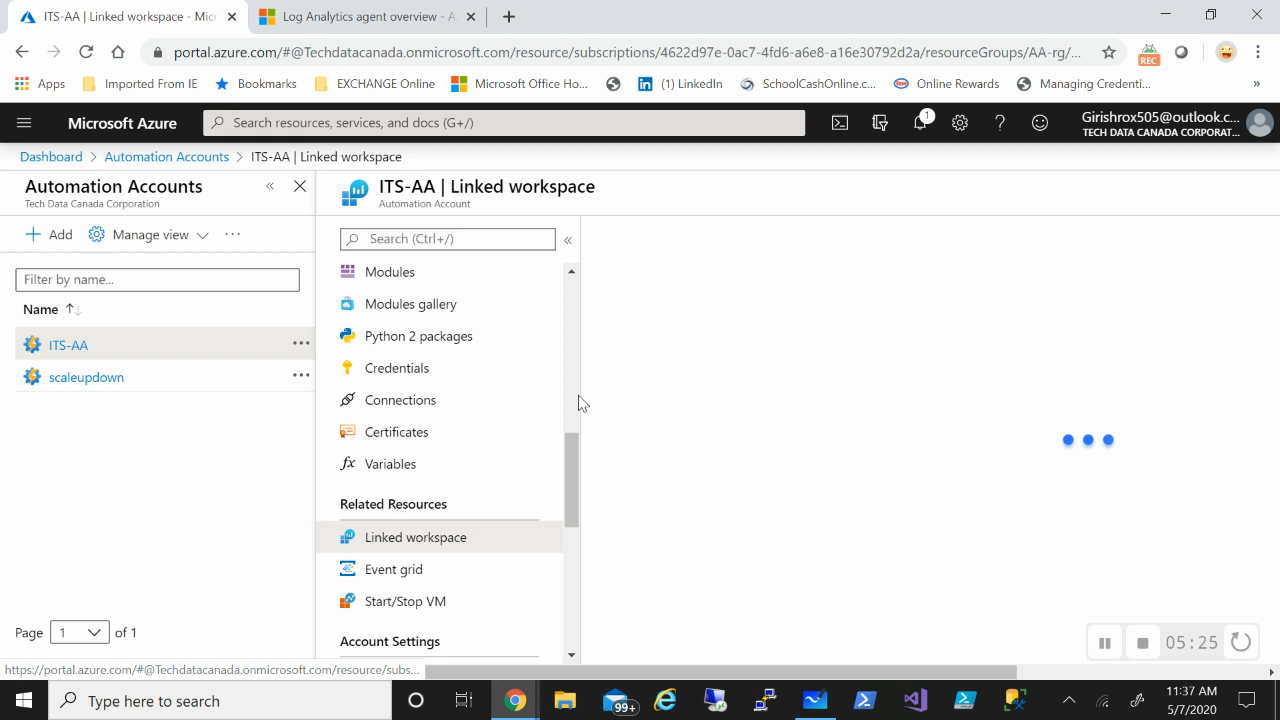 ITS-AA | Linked workspace - Micr
Log Analytics agent overview - A
portal.azure.com/#@Techdatacanada.onmicrosoft.com/resource/subscriptions/4622d97e-0ac7-4fd6-a6e8-a16e30792d2a/resourceGroups/AA-rg/...
REC
Apps
Imported From IE
Bookmarks
EXCHANGE Online
Microsoft Office Ho...
(1) LinkedIn
SchoolCashOnline.c...
Online Rewards
Managing Credenti...
»
Microsoft Azure
Search resources, services, and docs (G+/)
1
Girishrox505@outlook.c...
TECH DATA CANADA CORPORAT...
Dashboard > Automation Accounts > ITS-AA | Linked workspace
Automation Accounts
Tech Data Canada Corporation
Add
Manage view
Filter by name...
Name
ITS-AA
scaleupdown
Page 1 of 1
ITS-AA | Linked workspace
Automation Account
Search (Ctrl+/)
Modules
Modules gallery
Python 2 packages
Credentials
Connections
Certificates
fx Variables
Related Resources
Linked workspace
Event grid
Start/Stop VM
Account Settings
05:25
https://portal.azure.com/#@Techdatacanada.onmicrosoft.com/resource/subs...
Type here to search
99+
11:37 AM
5/7/2020